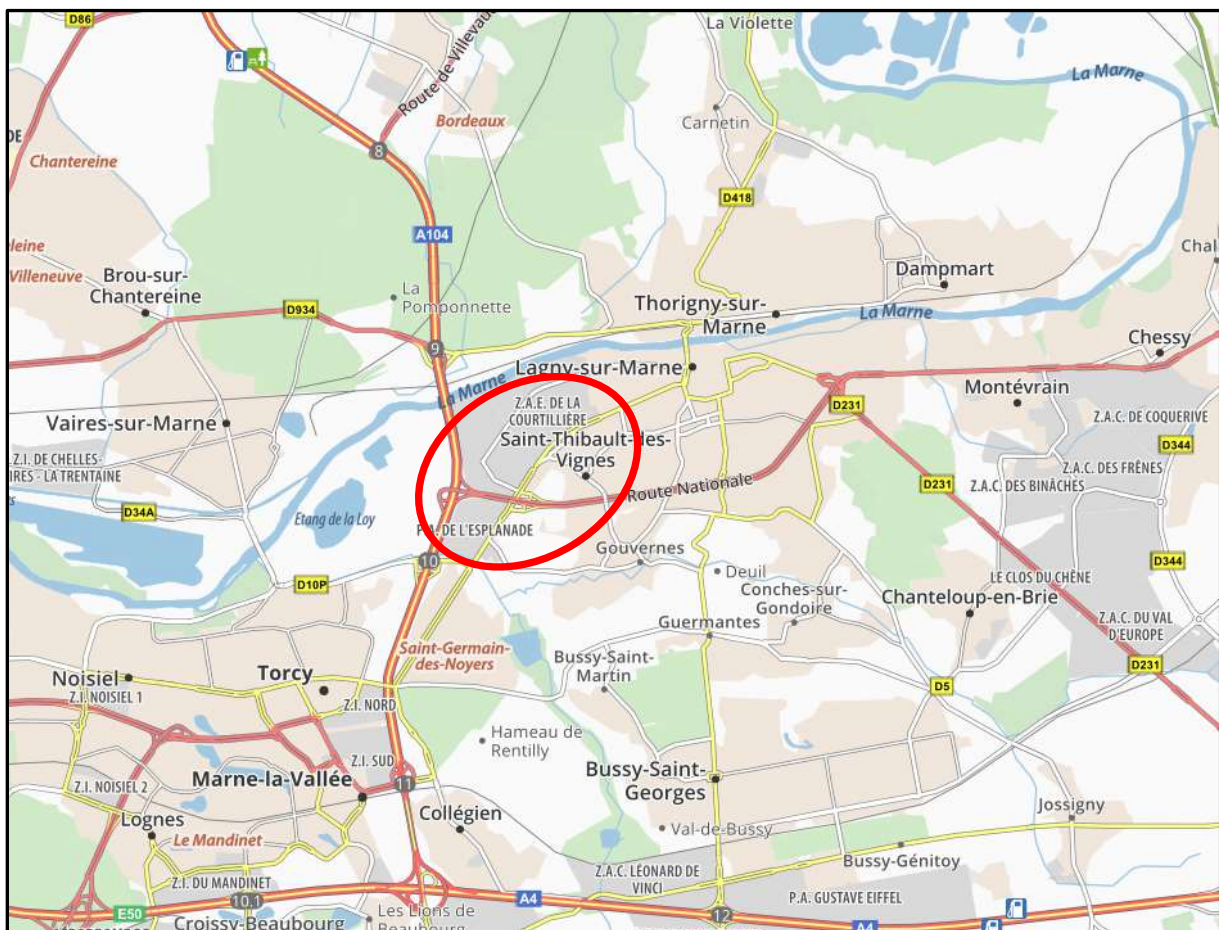 D86
La Violette
La Marne
Route de Villevaud
Bordeaux
Carnetin
8
Chantereine
D418
A104
Brou-sur-
Chantereine
Villeneuve
La
Pomponnette
D934
Dampmart
Thorigny-sur-
Marne
La Marne
9
Chessy
Lagny-sur-Marne
La Marne
Montévrain
D231
Z.A.E. DE LA
COURTILLIÈRE
Vaires-sur-Marne
Saint-Thibault-des-
Vignes
Z.A.C. DE COQUERIVE
D344
Z.I. DE CHELLES-
IRES - LA TRENTAINE
Z.A.C. DES FRÊNES
Z.A.C. DES BINÂCHES
D231
Route Nationale
D34A
Etang de la Loy
P.A. DE L'ESPLANADE
Gouvernes
10
D10P
Deuil
Conches-sur-
Gondoire
LE CLOS DU CHÊNE
D344
Chanteloup-en-Brie
Guermantes
Z.A.C. DU VAL
D'EUROPE
Saint-Germain-
des-Noyers
Bussy-Saint-
Martin
D231
Noisiel
Torcy
Z.I. NOISIEL 1
Z.I. NORD
D5
Hameau de
Rentilly
Z.I. SUD
Marne-la-Vallée
11
Bussy-Saint-
Georges
Z.I. NOISIEL 2
Collégien
Jossigny
Lognes
Le Mandinet
Val-de-Bussy
Bussy-Génitoy
Z.A.C. LÉONARD DE
VINCI
Z.I. DU MANDINET
10.1
A4
P.A. GUSTAVE EIFFEL
E50
Croissy-Beaubourg
Les Lions de
Beaubourg
12
A4